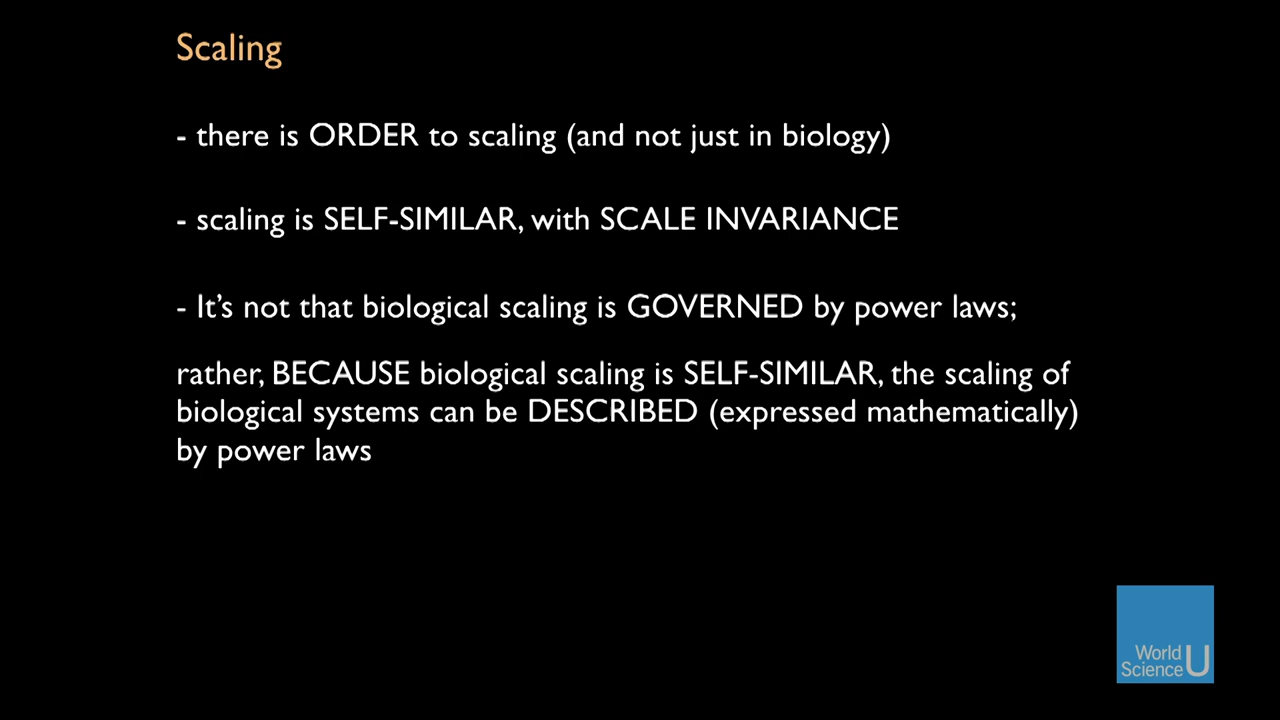 Scaling
- there is ORDER to scaling (and not just in biology)
- scaling is SELF-SIMILAR, with SCALE INVARIANCE
- It’s not that biological scaling is GOVERNED by power laws;
rather, BECAUSE biological scaling is SELF-SIMILAR, the scaling of
biological systems can be DESCRIBED (expressed mathematically)
by power laws
World
Science U